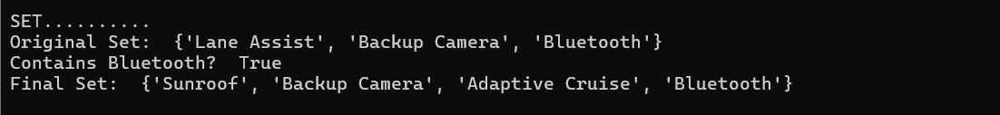 SET..........
Original Set:  {'Lane Assist', 'Backup Camera', 'Bluetooth'}
Contains Bluetooth?  True
Final Set:  {'Sunroof', 'Backup Camera', 'Adaptive Cruise', 'Bluetooth'}